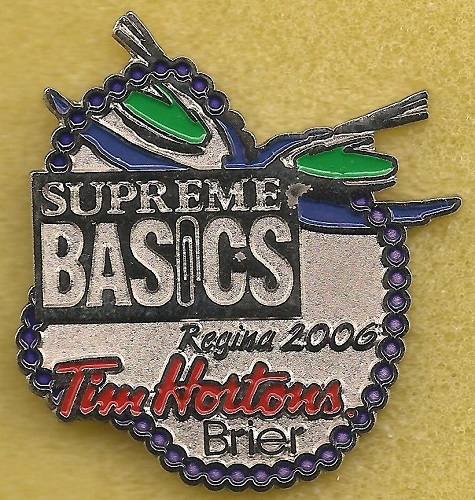 SUPREME
BASICS
Regina 2006
Tim Hortons
Brier